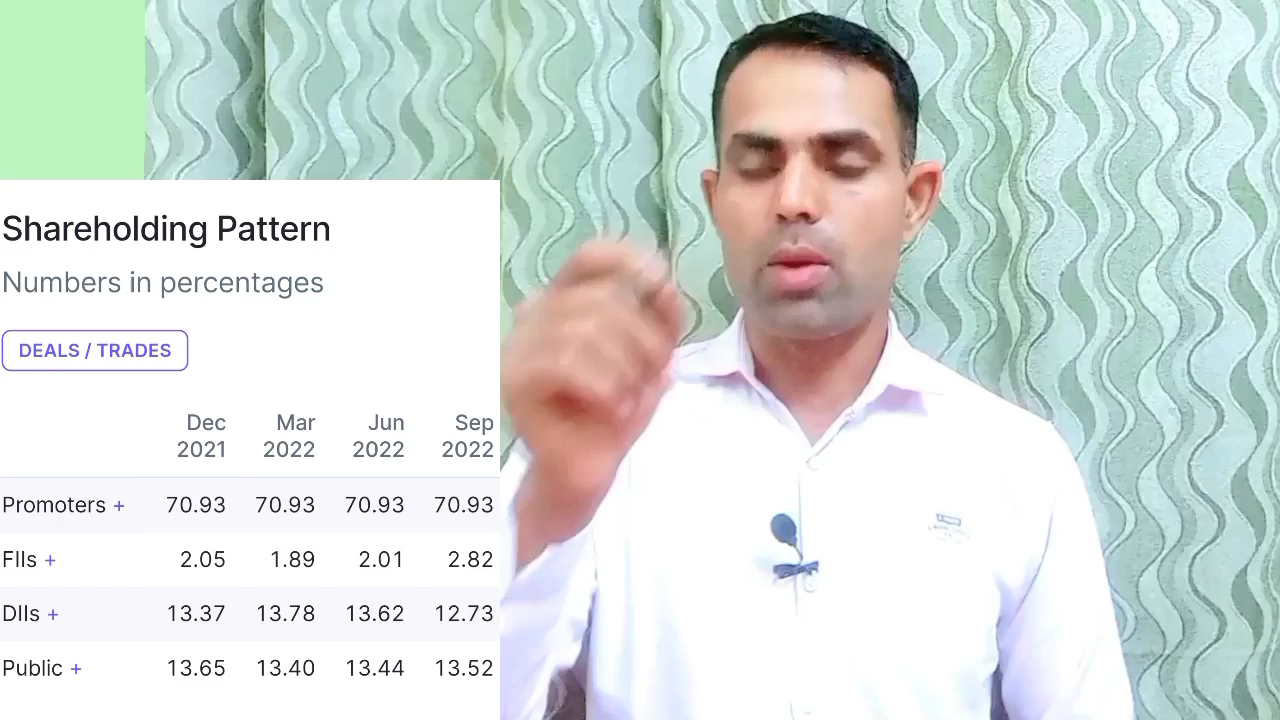 Shareholding Pattern
Numbers in percentages
DEALS / TRADES
Dec Mar Jun Sep
2021 2022 2022 2022
Promoters + 70.93 70.93 70.93 70.93
FIIs + 2.05 1.89 2.01 2.82
DIIs + 13.37 13.78 13.62 12.73
Public + 13.65 13.40 13.44 13.52